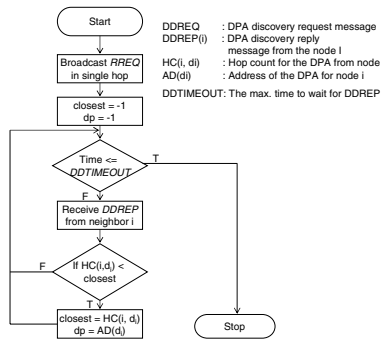 Start
Broadcast RREQ
in single hop
closest = -1
dp = -1
Time <=
DDTIMEOUT
T
F
Receive DDREP
from neighbor i
If HC(i,di) <
closest
F
T
closest = HC(i, di)
dp = AD(di)
Stop
DDREQ : DPA discovery request message
DDREP(i) : DPA discovery reply
message from the node I
HC(i, di) : Hop count for the DPA from node
AD(di) : Address of the DPA for node i
DDTIMEOUT: The max. time to wait for DDREP